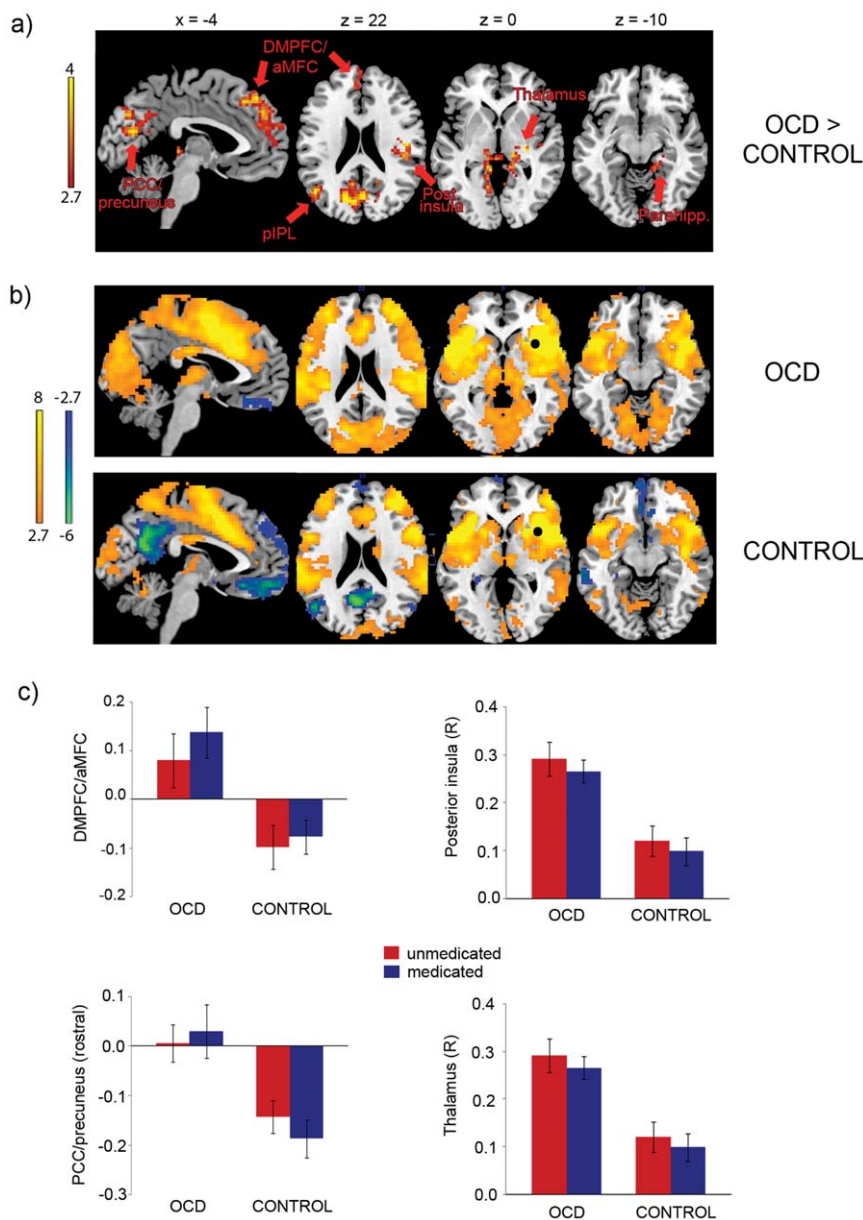 a)
x = -4
z = 22
z = 0
z = -10
DMPFC/
aMFC
Thalamus
4
2.7
PCC/
precuneus
pIPL
Post
insula
Parahipp.
OCD >
CONTROL
b)
8
-2.7
2.7
-6
OCD
CONTROL
c)
DMPFC/aMFC
0.2
0.1
0.0
-0.1
-0.2
OCD
CONTROL
Posterior insula (R)
0.4
0.3
0.2
0.1
0.0
OCD
CONTROL
unmedicated
medicated
PCC/precuneus (rostral)
0.1
0.0
-0.1
-0.2
-0.3
OCD
CONTROL
Thalamus (R)
0.4
0.3
0.2
0.1
0.0
OCD
CONTROL